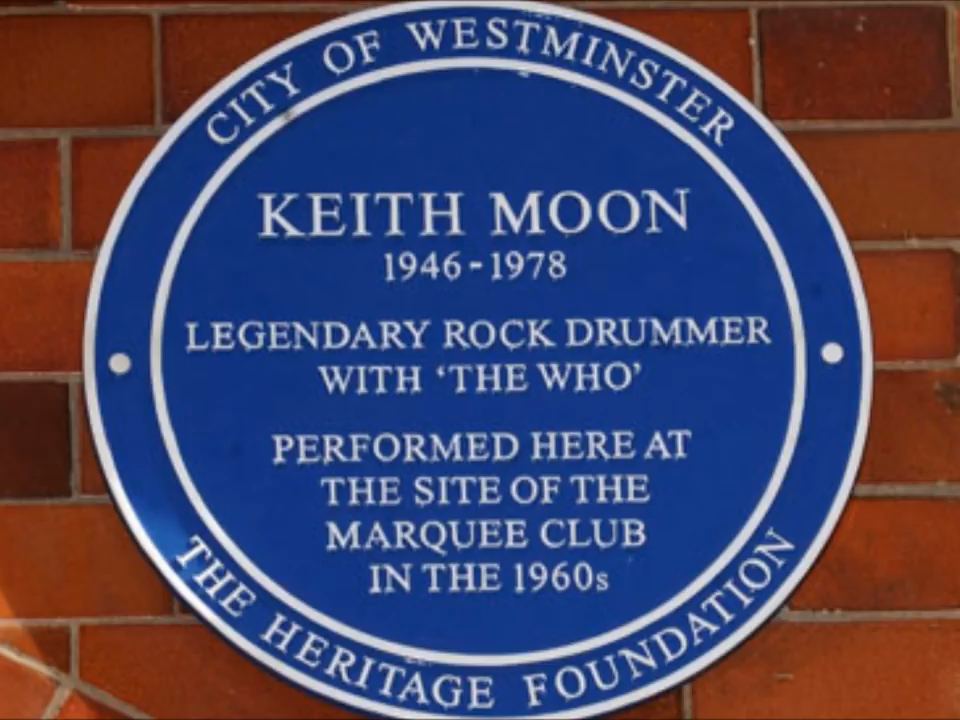 CITY OF WESTMINSTER
KEITH MOON
1946-1978
LEGENDARY ROCK DRUMMER
WITH ‘THE WHO’
PERFORMED HERE AT
THE SITE OF THE
MARQUEE CLUB
IN THE 1960s
THE HERITAGE FOUNDATION